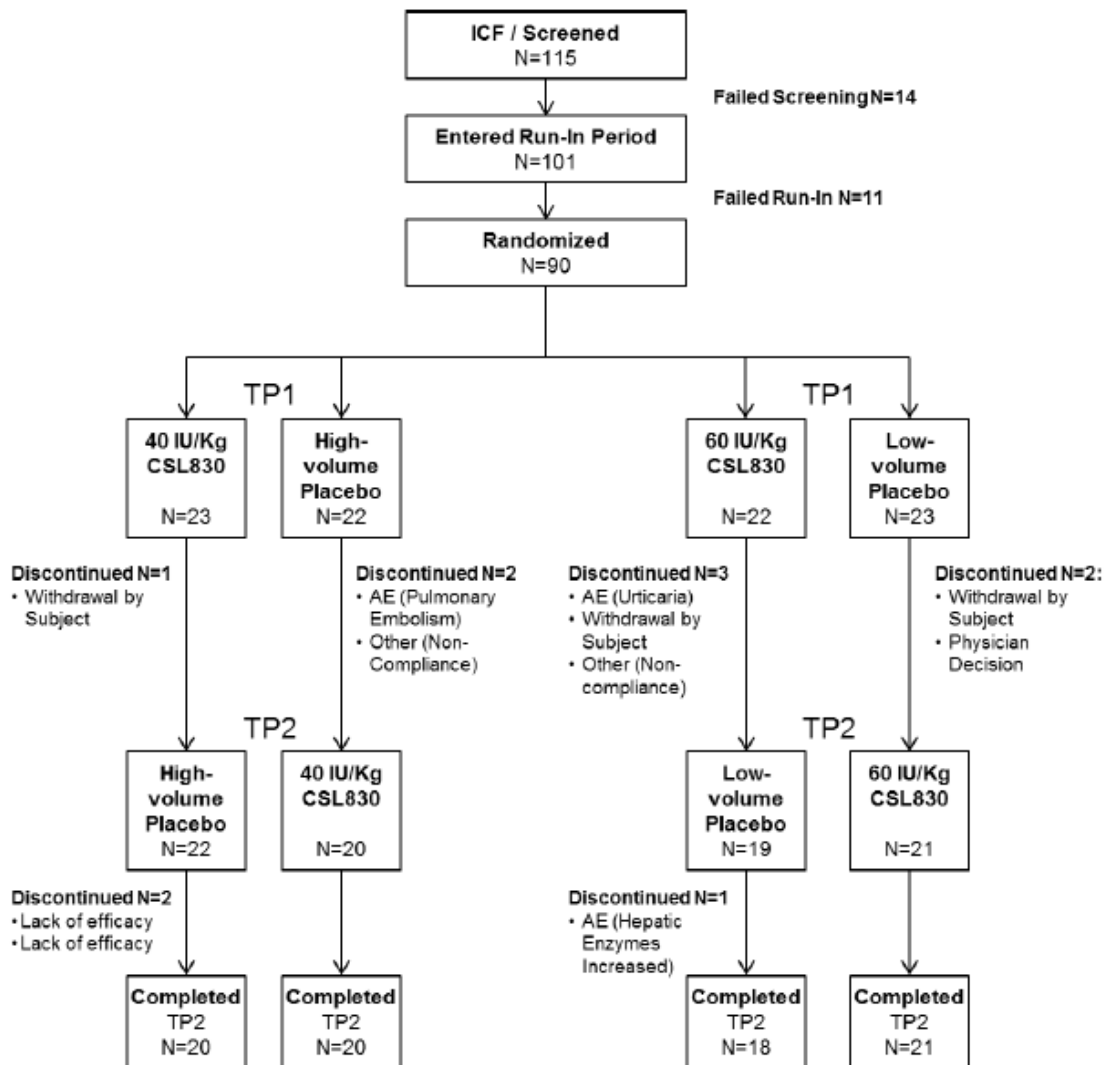 ICF / Screened
N=115
Failed Screening N=14
Entered Run-In Period
N=101
Failed Run-In N=11
Randomized
N=90
TP1
TP1
40 IU/Kg
CSL830
N=23
High-
volume
Placebo
N=22
60 IU/Kg
CSL830
N=22
Low-
volume
Placebo
N=23
Discontinued N=1
• Withdrawal by
Subject
Discontinued N=2
• AE (Pulmonary
Embolism)
• Other (Non-
Compliance)
Discontinued N=3
• AE (Urticaria)
• Withdrawal by
Subject
• Other (Non-
compliance)
Discontinued N=2:
• Withdrawal by
Subject
• Physician
Decision
TP2
TP2
High-
volume
Placebo
N=22
40 IU/Kg
CSL830
N=20
Low-
volume
Placebo
N=19
60 IU/Kg
CSL830
N=21
Discontinued N=2
• Lack of efficacy
• Lack of efficacy
Discontinued N=1
• AE (Hepatic
Enzymes
Increased)
Completed
TP2
N=20
Completed
TP2
N=20
Completed
TP2
N=18
Completed
TP2
N=21